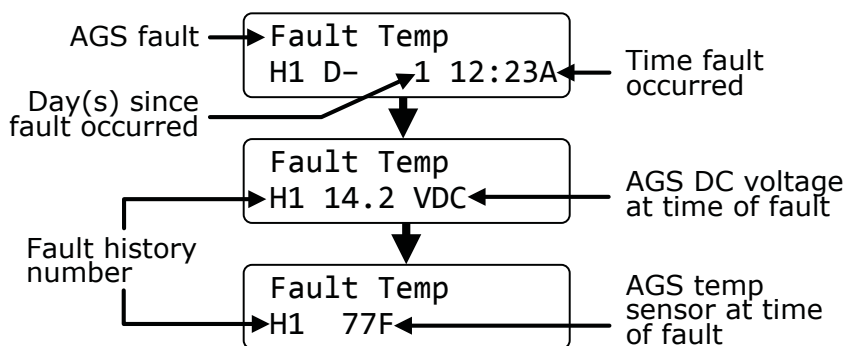 AGS fault
Fault Temp
H1 D– 1 12:23A
Time fault
occurred
Day(s) since
fault occurred
Fault Temp
H1 14.2 VDC
AGS DC voltage
at time of fault
Fault history
number
Fault Temp
H1 77F
AGS temp
sensor at time
of fault